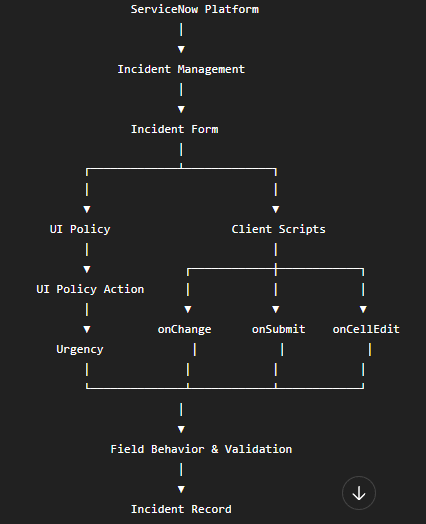 ServiceNow Platform
Incident Management
Incident Form
UI Policy Client Scripts
UI Policy Action
onChange onSubmit onCellEdit
Urgency
Field Behavior & Validation
Incident Record